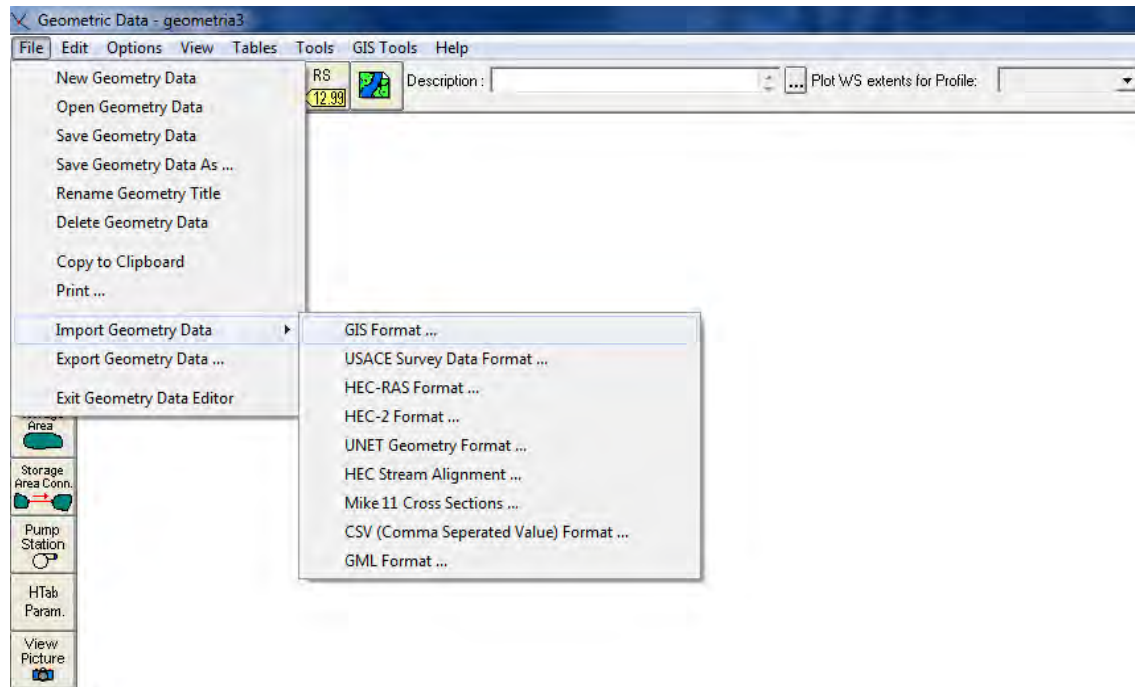 Geometric Data - geometria3
File Edit Options View Tables Tools GIS Tools Help
New Geometry Data
Open Geometry Data
Save Geometry Data
Save Geometry Data As ...
Rename Geometry Title
Delete Geometry Data
Copy to Clipboard
Print ...
Import Geometry Data
Export Geometry Data ...
Exit Geometry Data Editor
RS
12.99
Description :
...
Plot WS extents for Profile:
GIS Format ...
USACE Survey Data Format ...
HEC-RAS Format ...
HEC-2 Format ...
UNET Geometry Format ...
HEC Stream Alignment ...
Mike 11 Cross Sections ...
CSV (Comma Seperated Value) Format ...
GML Format ...
Area
Storage
Area Conn.
Pump
Station
HTab
Param.
View
Picture